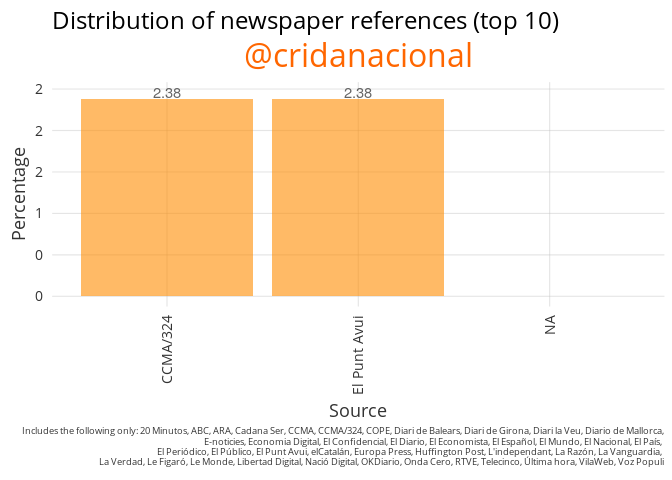 Distribution of newspaper references (top 10)
@cridanacional
2
2
2
1
0
0
Percentage
2.38
2.38
CCMA/324
El Punt Avui
NA
Source
Includes the following only: 20 Minutos, ABC, ARA, Cadana Ser, CCMA, CCMA/324, COPE, Diari de Balears, Diari de Girona, Diari la Veu, Diario de Mallorca,
E-noticies, Economia Digital, El Confidencial, El Diario, El Economista, El Español, El Mundo, El Nacional, El País,
El Periódico, El Público, El Punt Avui, elCatalán, Europa Press, Huffington Post, L'independant, La Razón, La Vanguardia,
La Verdad, Le Figaró, Le Monde, Libertad Digital, Nació Digital, OKDiario, Onda Cero, RTVE, Telecinco, Última hora, VilaWeb, Voz Populi